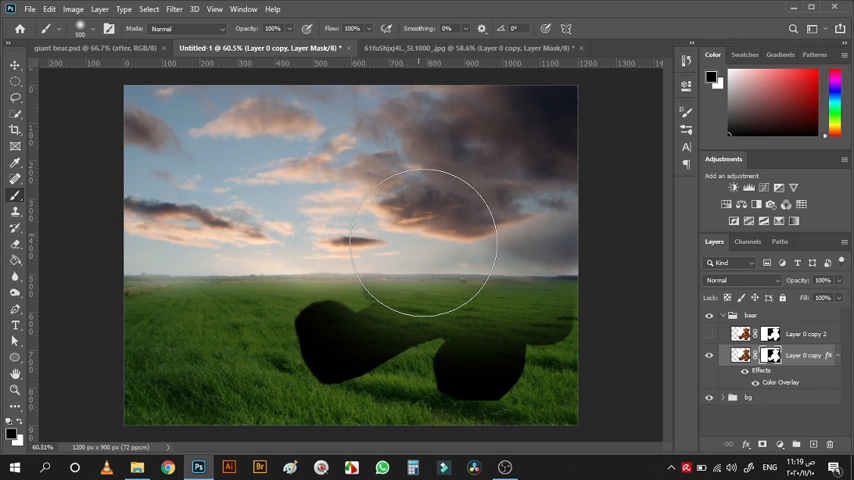 File Edit Image Layer Type Select Filter 3D View Window Help
500 Mode: Normal Opacity: 100% Flow: 100% Smoothing: 0% 0°
giant bear.psd @ 66.7% (after, RGB/8) ×
Untitled-1 @ 60.5% (Layer 0 copy, Layer Mask/8) * ×
61fuShjxj4L._SL1000_.jpg @ 58.6% (Layer 0 copy, Layer Mask/8) * ×
200 100 0 100 200 300 400 500 600 700 800 900 1000 1100 1200 1300
Color Swatches Gradients Patterns
Adjustments
Add an adjustment
Layers Channels Paths
Kind
Normal Opacity: 100%
Lock: Fill: 100%
bear
Layer 0 copy 2
Layer 0 copy fx
Effects
Color Overlay
bg
60.51% 1200 px x 900 px (72 ppcm)
ENG
11:19 ص